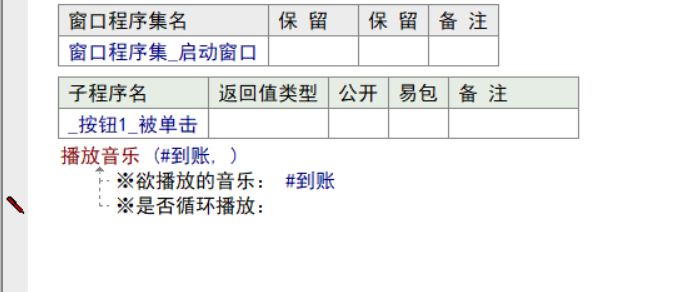 窗口程序集名 保 留 保 留 备 注
窗口程序集_启动窗口
子程序名 返回值类型 公开 易包 备 注
_按钮1_被单击
播放音乐 (#到账, )
※欲播放的音乐: #到账
※是否循环播放: